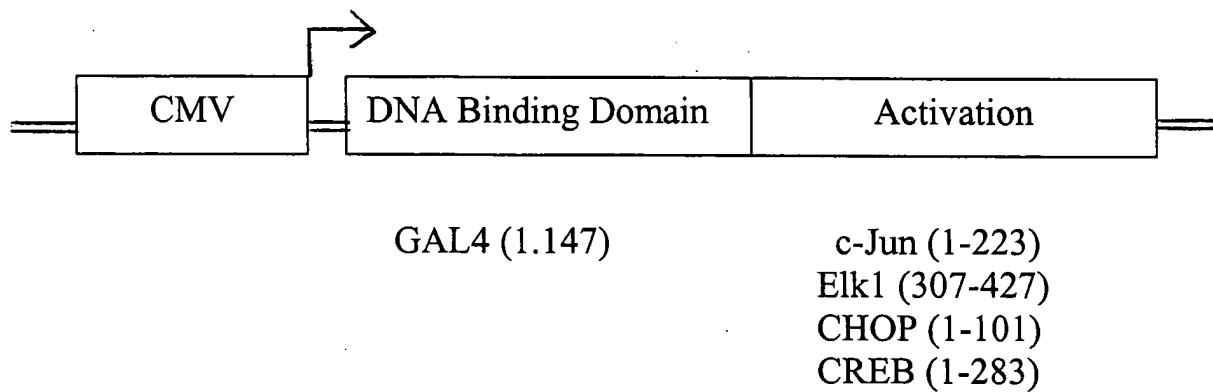 CMV
DNA Binding Domain
Activation
GAL4 (1.147)
c-Jun (1-223)
Elk1 (307-427)
CHOP (1-101)
CREB (1-283)